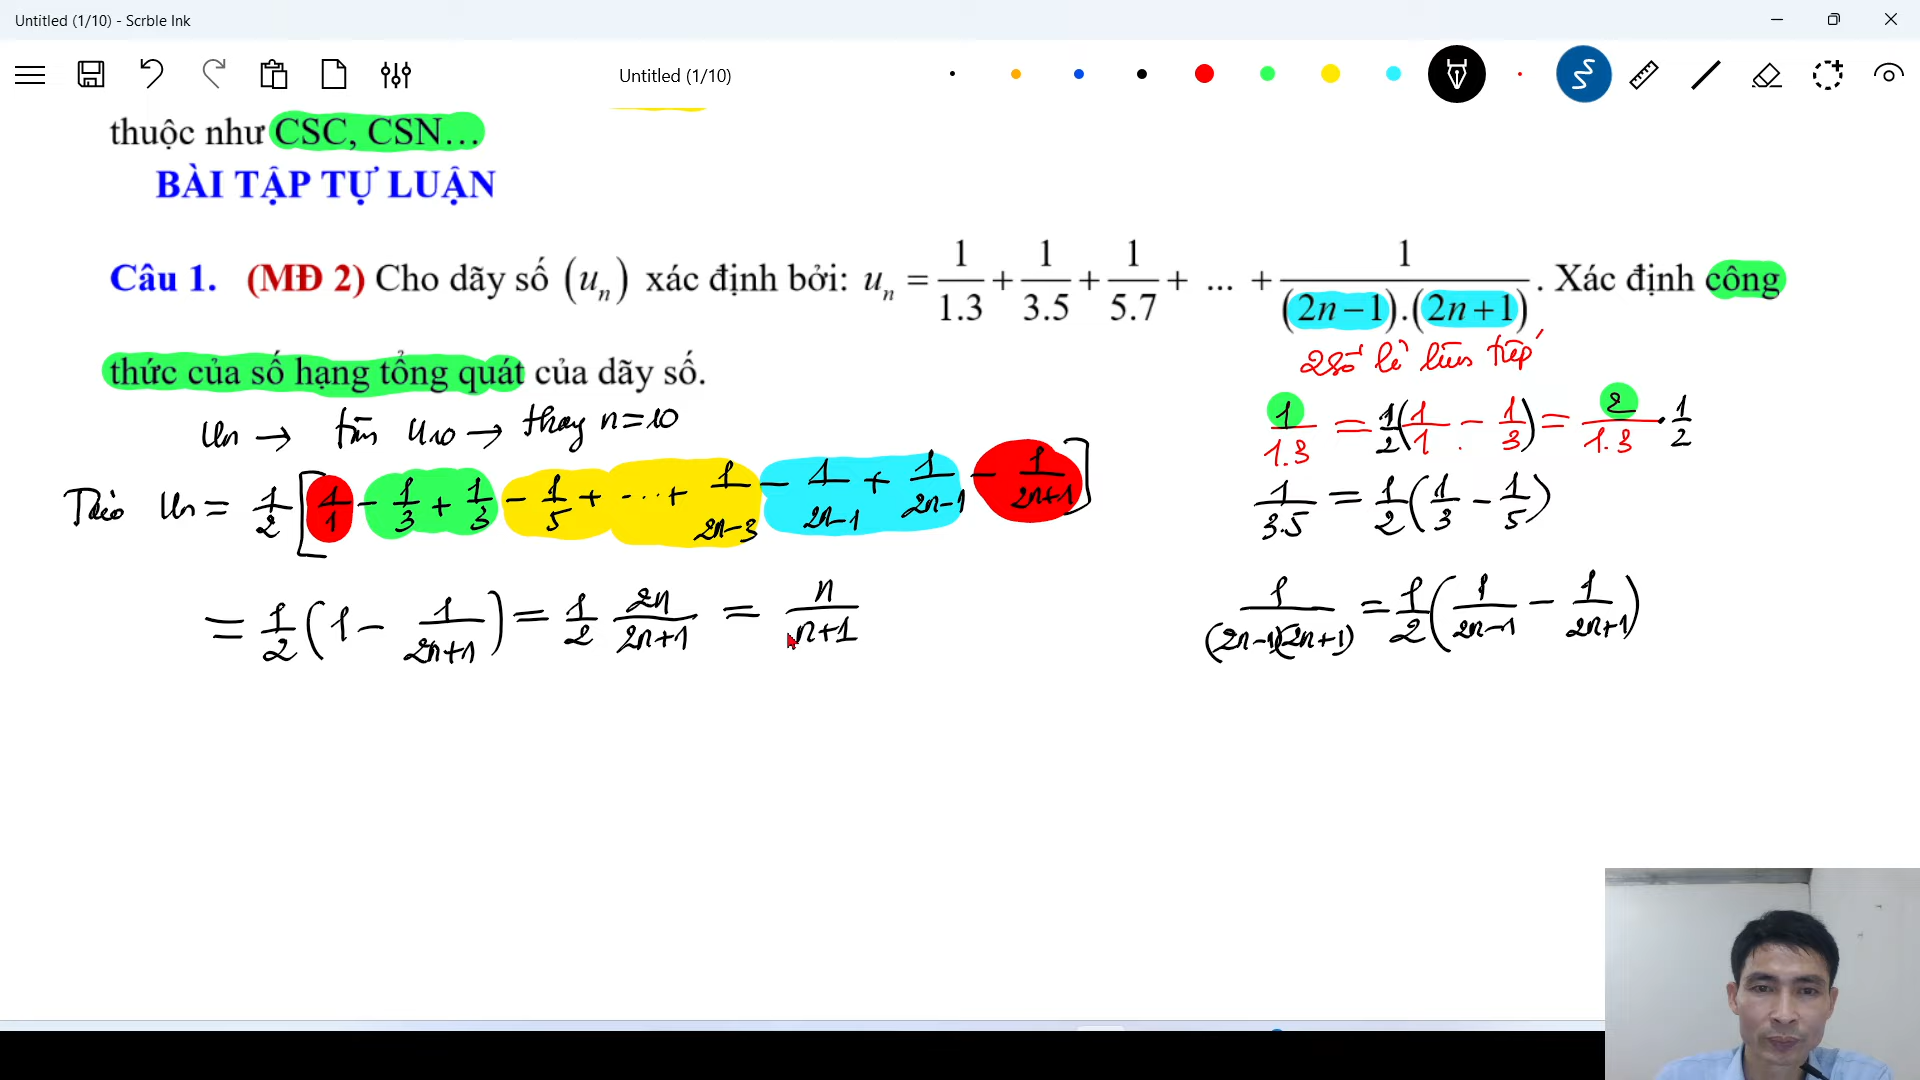 Untitled (1/10) - Scrble Ink
Untitled (1/10)
thuộc như CSC, CSN…
BÀI TẬP TỰ LUẬN
Câu 1. (MĐ 2) Cho dãy số (u_n) xác định bởi: u_n = 1/1.3 + 1/3.5 + 1/5.7 + ... + 1/(2n−1).(2n+1). Xác định công
thức của số hạng tổng quát của dãy số.
2 số lẻ liên tiếp
Un → tìm U10 → thay n=10
1/1.3 = 1/2(1/1 − 1/3) = 2/1.3 · 1/2
Un = 1/2[1/1 − 1/3 + 1/3 − 1/5 + ... + 1/2n−3 − 1/2n−1 + 1/2n−1 − 1/2n+1]
1/3.5 = 1/2(1/3 − 1/5)
= 1/2(1 − 1/2n+1) = 1/2 2n/2n+1 = n/n+1
1/(2n−1)(2n+1) = 1/2(1/2n−1 − 1/2n+1)